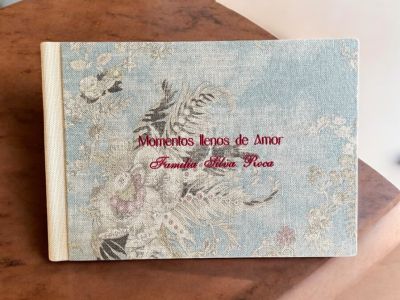 Momentos llenos de Amor
Familia Silva Roca